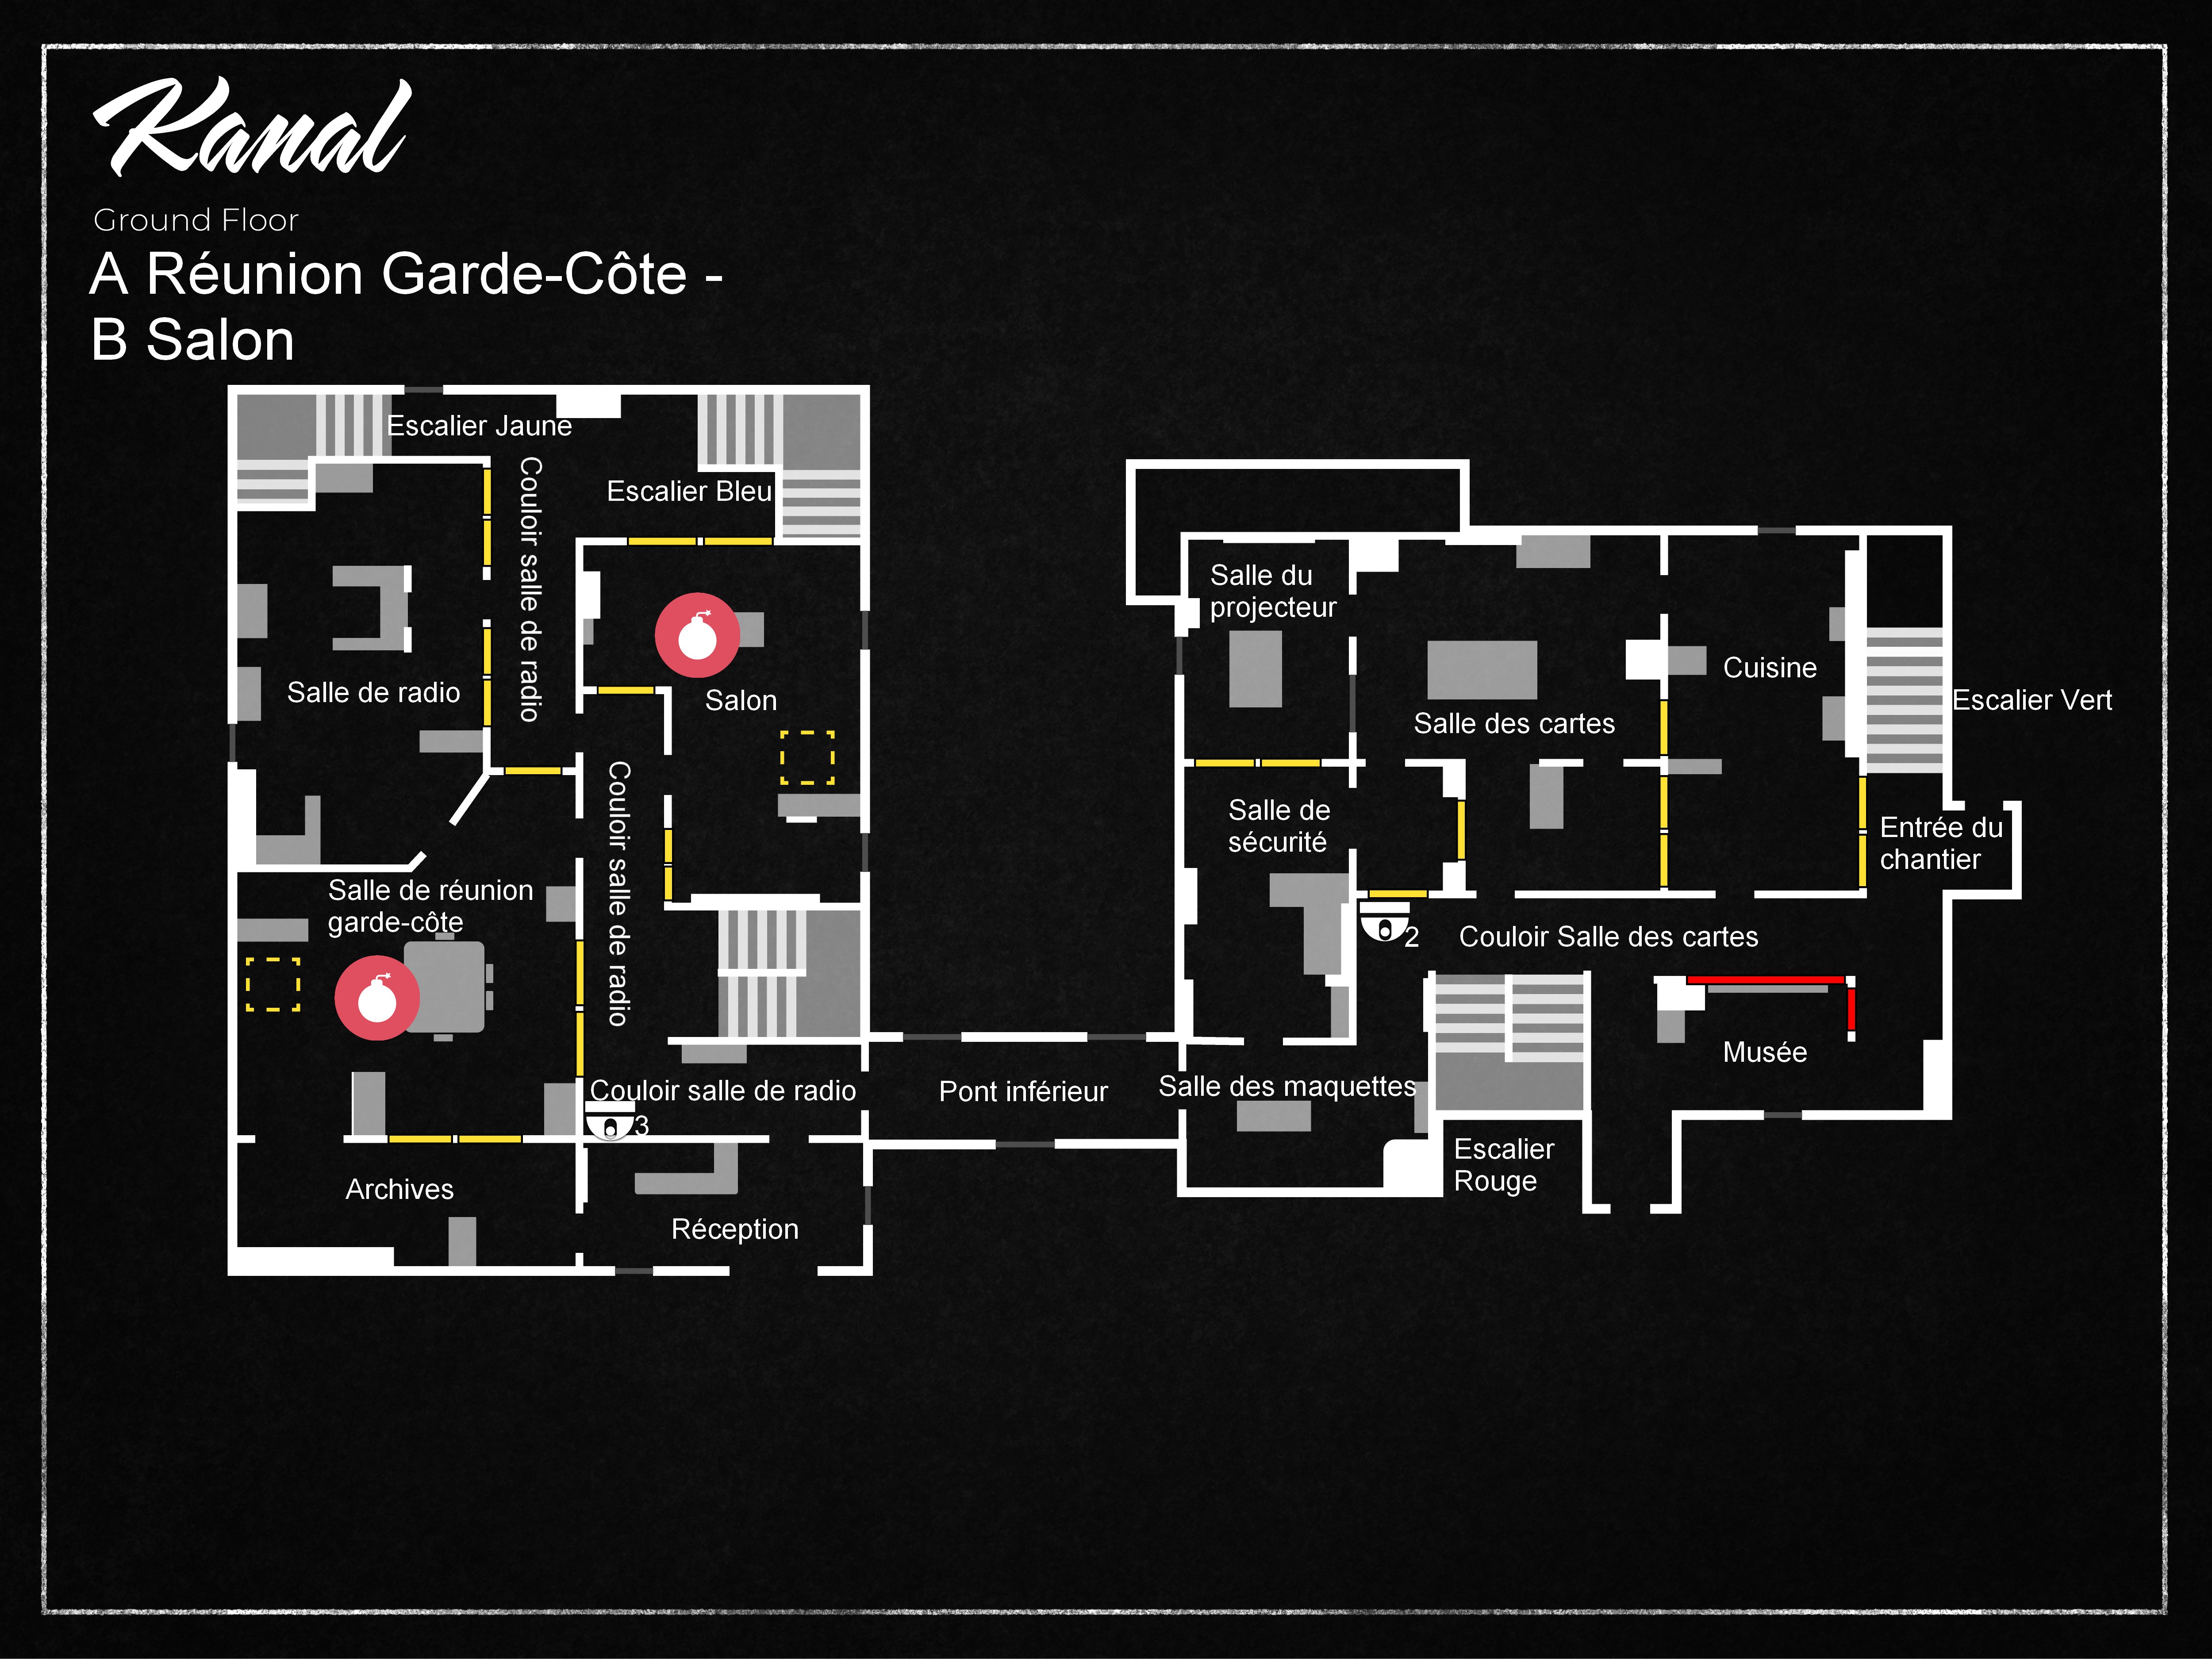 Kanal
Ground Floor
A Réunion Garde-Côte -
B Salon
Escalier Jaune
Couloir salle de radio
Escalier Bleu
Salle de radio
Salon
Couloir salle de radio
Salle de réunion
garde-côte
Couloir salle de radio
3
Archives
Réception
Pont inférieur
Salle du
projecteur
Salle des cartes
Cuisine
Escalier Vert
Salle de
sécurité
Entrée du
chantier
2
Couloir Salle des cartes
Musée
Salle des maquettes
Escalier
Rouge